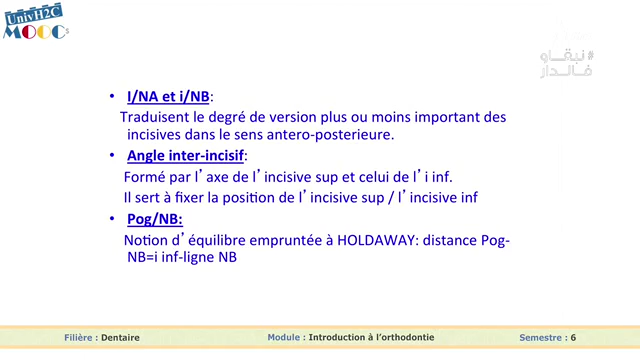 UnivH2C
MOOCs
#نبقاو
فالدار
• I/NA et i/NB:
Traduisent le degré de version plus ou moins important des
incisives dans le sens antero-posterieure.
• Angle inter-incisif:
Formé par l’axe de l’incisive sup et celui de l’i inf.
Il sert à fixer la position de l’incisive sup / l’incisive inf
• Pog/NB:
Notion d’équilibre empruntée à HOLDAWAY: distance Pog-
NB=i inf-ligne NB
Filière : Dentaire
Module : Introduction à l’orthodontie
Semestre : 6